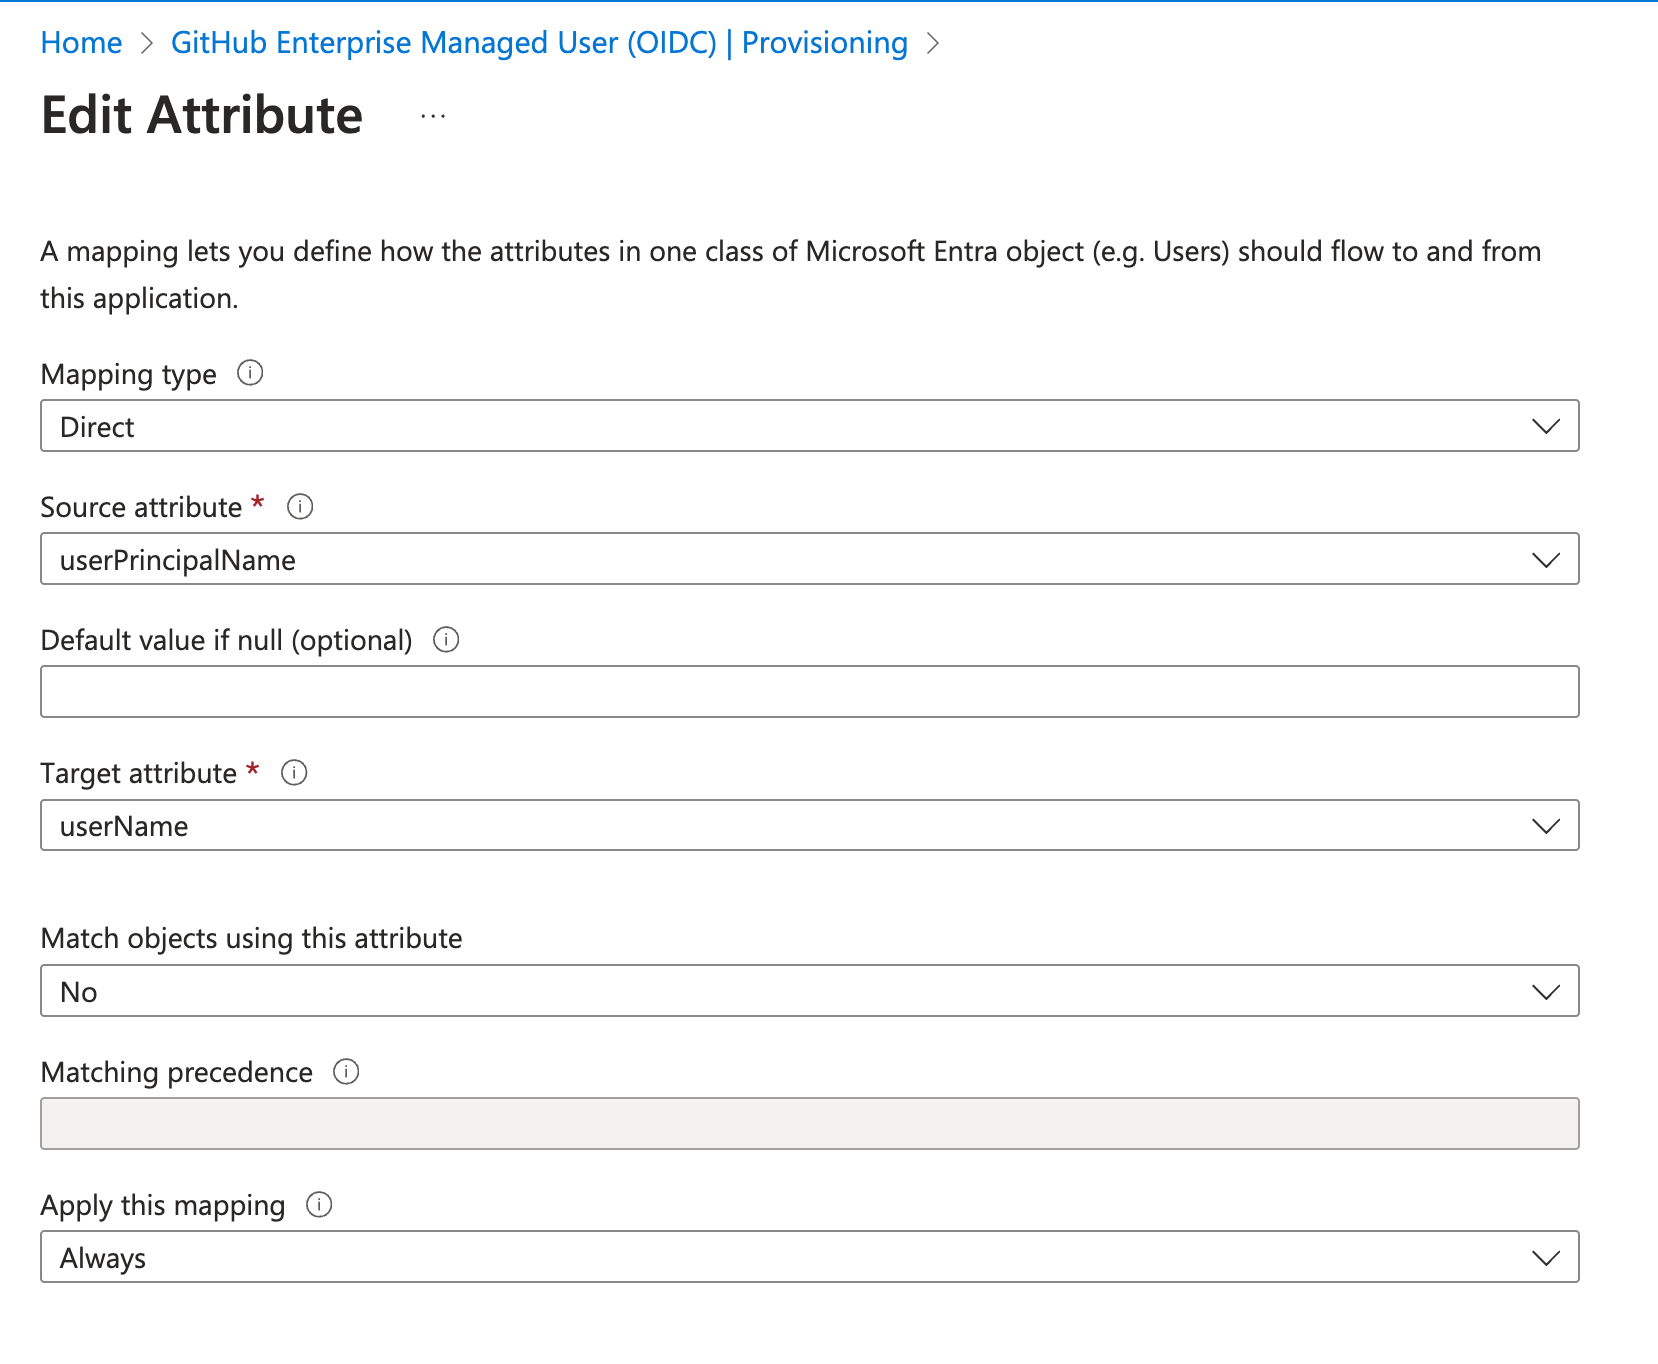 Home > GitHub Enterprise Managed User (OIDC) | Provisioning >
Edit Attribute ...
A mapping lets you define how the attributes in one class of Microsoft Entra object (e.g. Users) should flow to and from
this application.
Mapping type
Direct
Source attribute *
userPrincipalName
Default value if null (optional)
Target attribute *
userName
Match objects using this attribute
No
Matching precedence
Apply this mapping
Always